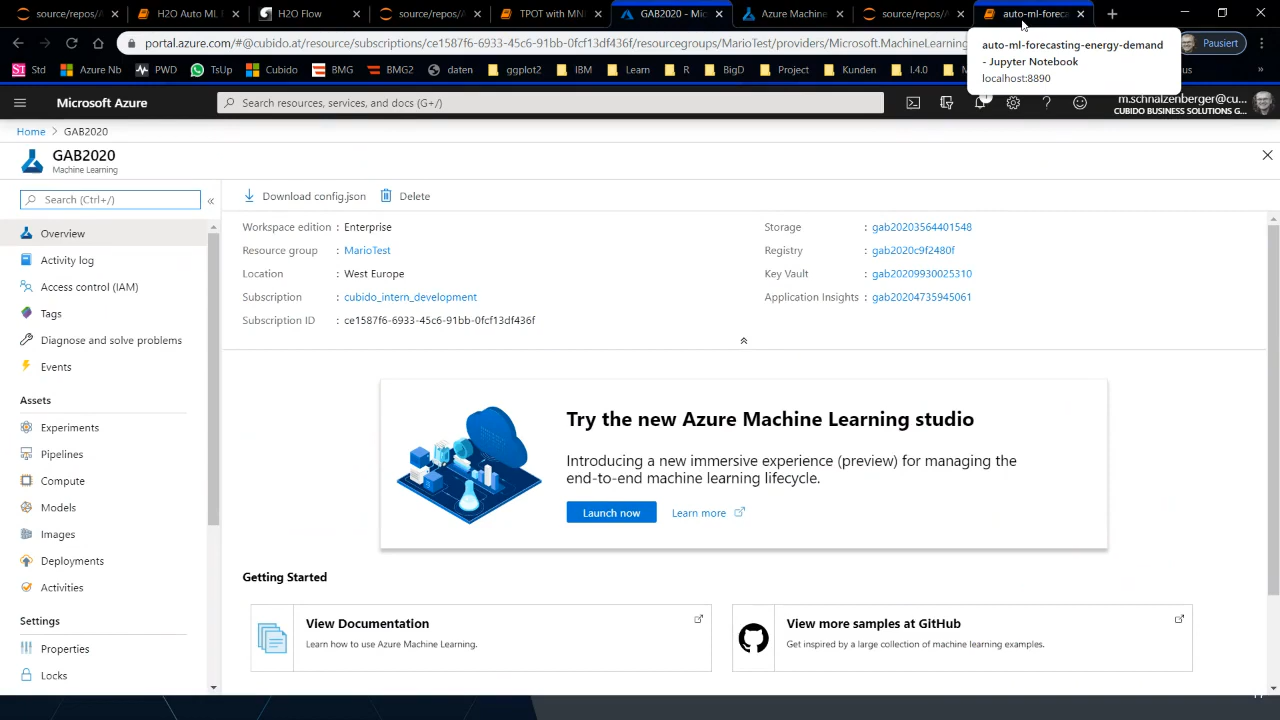 source/repos/A
H2O Auto ML
H2O Flow
source/repos/A
TPOT with MN
GAB2020 - Mic
Azure Machine
source/repos/A
auto-ml-foreca
portal.azure.com/#@cubido.at/resource/subscriptions/ce1587f6-6933-45c6-91bb-0fcf13df436f/resourcegroups/MarioTest/providers/Microsoft.MachineLearning
Pausiert
auto-ml-forecasting-energy-demand
- Jupyter Notebook
localhost:8890
Std
Azure Nb
PWD
TsUp
Cubido
BMG
BMG2
daten
ggplot2
IBM
Learn
R
BigD
Project
Kunden
I.4.0
us
»
Microsoft Azure
Search resources, services, and docs (G+/)
m.schnalzenberger@cu...
CUBIDO BUSINESS SOLUTIONS G...
Home > GAB2020
GAB2020
Machine Learning
Search (Ctrl+/)
«
Download config.json
Delete
Overview
Activity log
Access control (IAM)
Tags
Diagnose and solve problems
Events
Assets
Experiments
Pipelines
Compute
Models
Images
Deployments
Activities
Settings
Properties
Locks
Workspace edition : Enterprise
Resource group : MarioTest
Location : West Europe
Subscription : cubido_intern_development
Subscription ID : ce1587f6-6933-45c6-91bb-0fcf13df436f
Storage : gab20203564401548
Registry : gab2020c9f2480f
Key Vault : gab20209930025310
Application Insights : gab20204735945061
Try the new Azure Machine Learning studio
Introducing a new immersive experience (preview) for managing the
end-to-end machine learning lifecycle.
Launch now
Learn more
Getting Started
View Documentation
Learn how to use Azure Machine Learning.
View more samples at GitHub
Get inspired by a large collection of machine learning examples.